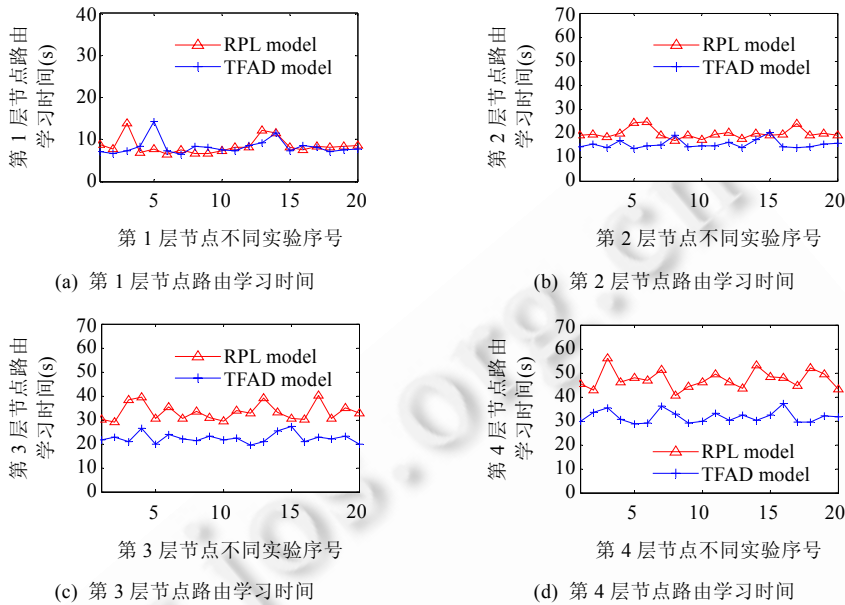 第 1 层节点路由
学习时间(s)
40
30
20
10
0
RPL model
TFAD model
5
10
15
20
第 1 层节点不同实验序号
(a) 第 1 层节点路由学习时间
第 2 层节点路由
学习时间(s)
70
60
50
40
30
20
10
0
RPL model
TFAD model
5
10
15
20
第 2 层节点不同实验序号
(b) 第 2 层节点路由学习时间
第 3 层节点路由
学习时间(s)
70
60
50
40
30
20
10
0
RPL model
TFAD model
5
10
15
20
第 3 层节点不同实验序号
(c) 第 3 层节点路由学习时间
第 4 层节点路由
学习时间(s)
70
60
50
40
30
20
10
0
RPL model
TFAD model
5
10
15
20
第 4 层节点不同实验序号
(d) 第 4 层节点路由学习时间
jos.org.cn